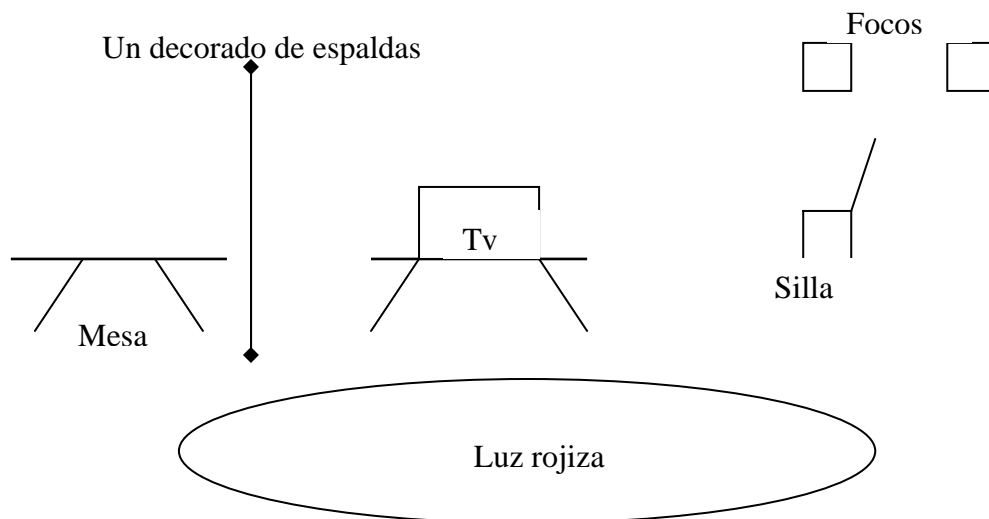 Focos
Un decorado de espaldas
Tv
Silla
Mesa
Luz rojiza